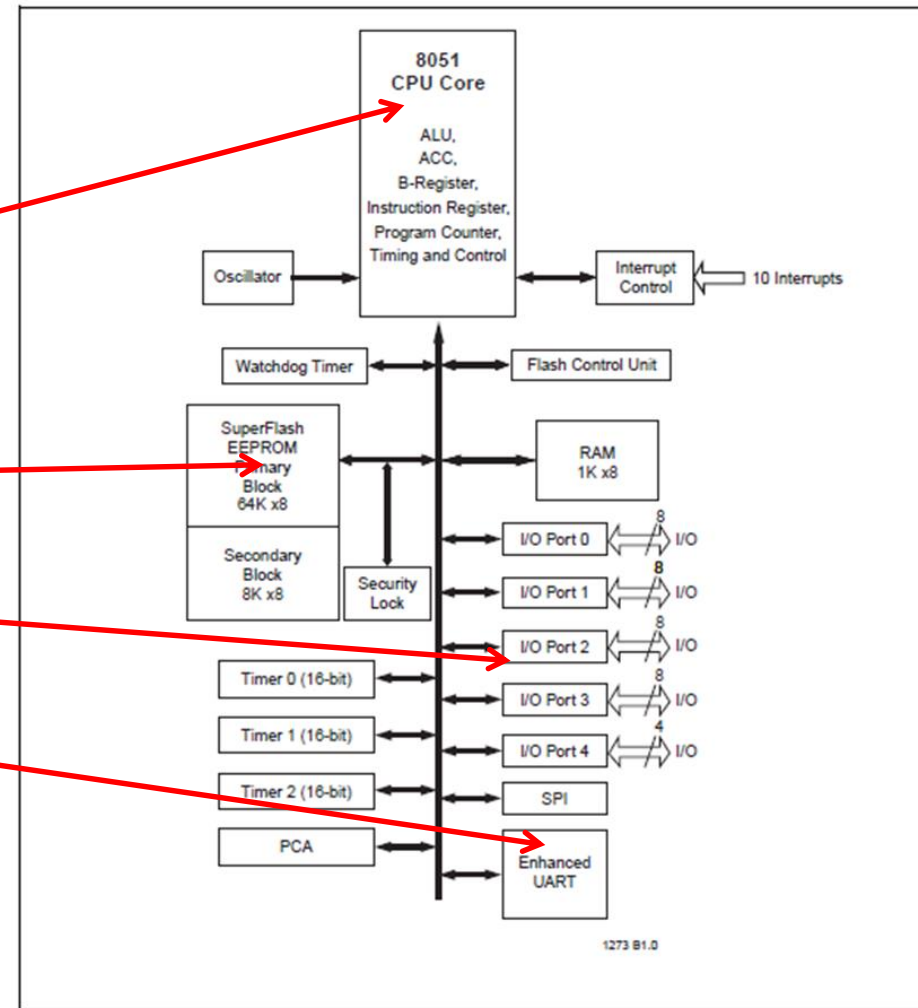 8051
CPU Core
ALU,
ACC,
B-Register,
Instruction Register,
Program Counter,
Timing and Control
Oscillator
Interrupt
Control
10 Interrupts
Watchdog Timer
Flash Control Unit
SuperFlash
EEPROM
Primary
Block
64K x8
RAM
1K x8
Secondary
Block
8K x8
Security
Lock
8
I/O Port 0
I/O
8
I/O Port 1
I/O
8
I/O Port 2
I/O
8
I/O Port 3
I/O
4
I/O Port 4
I/O
Timer 0 (16-bit)
Timer 1 (16-bit)
Timer 2 (16-bit)
PCA
SPI
Enhanced
UART
1273 B1.0